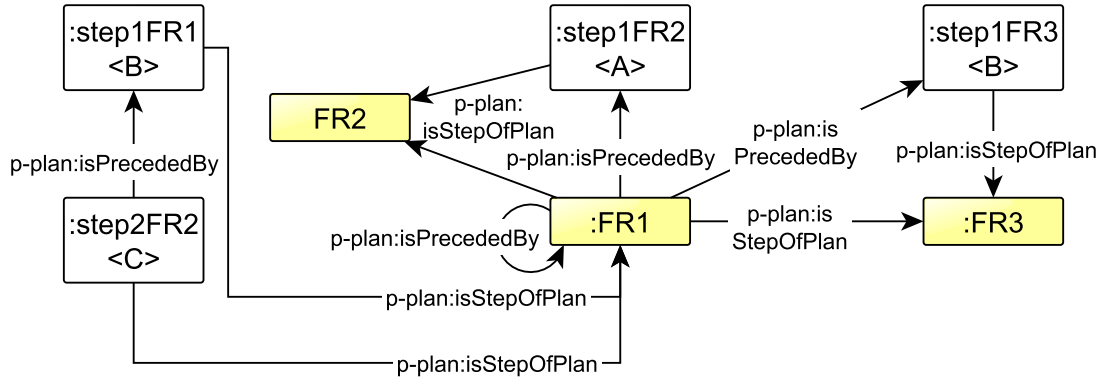 :step1FR1
<B>
:step1FR2
<A>
:step1FR3
<B>
FR2
p-plan:
isStepOfPlan
p-plan:is
PrecededBy
p-plan:isPrecededBy
p-plan:isPrecededBy
p-plan:isStepOfPlan
:step2FR2
<C>
p-plan:isPrecededBy
:FR1
p-plan:is
StepOfPlan
:FR3
p-plan:isStepOfPlan
p-plan:isStepOfPlan